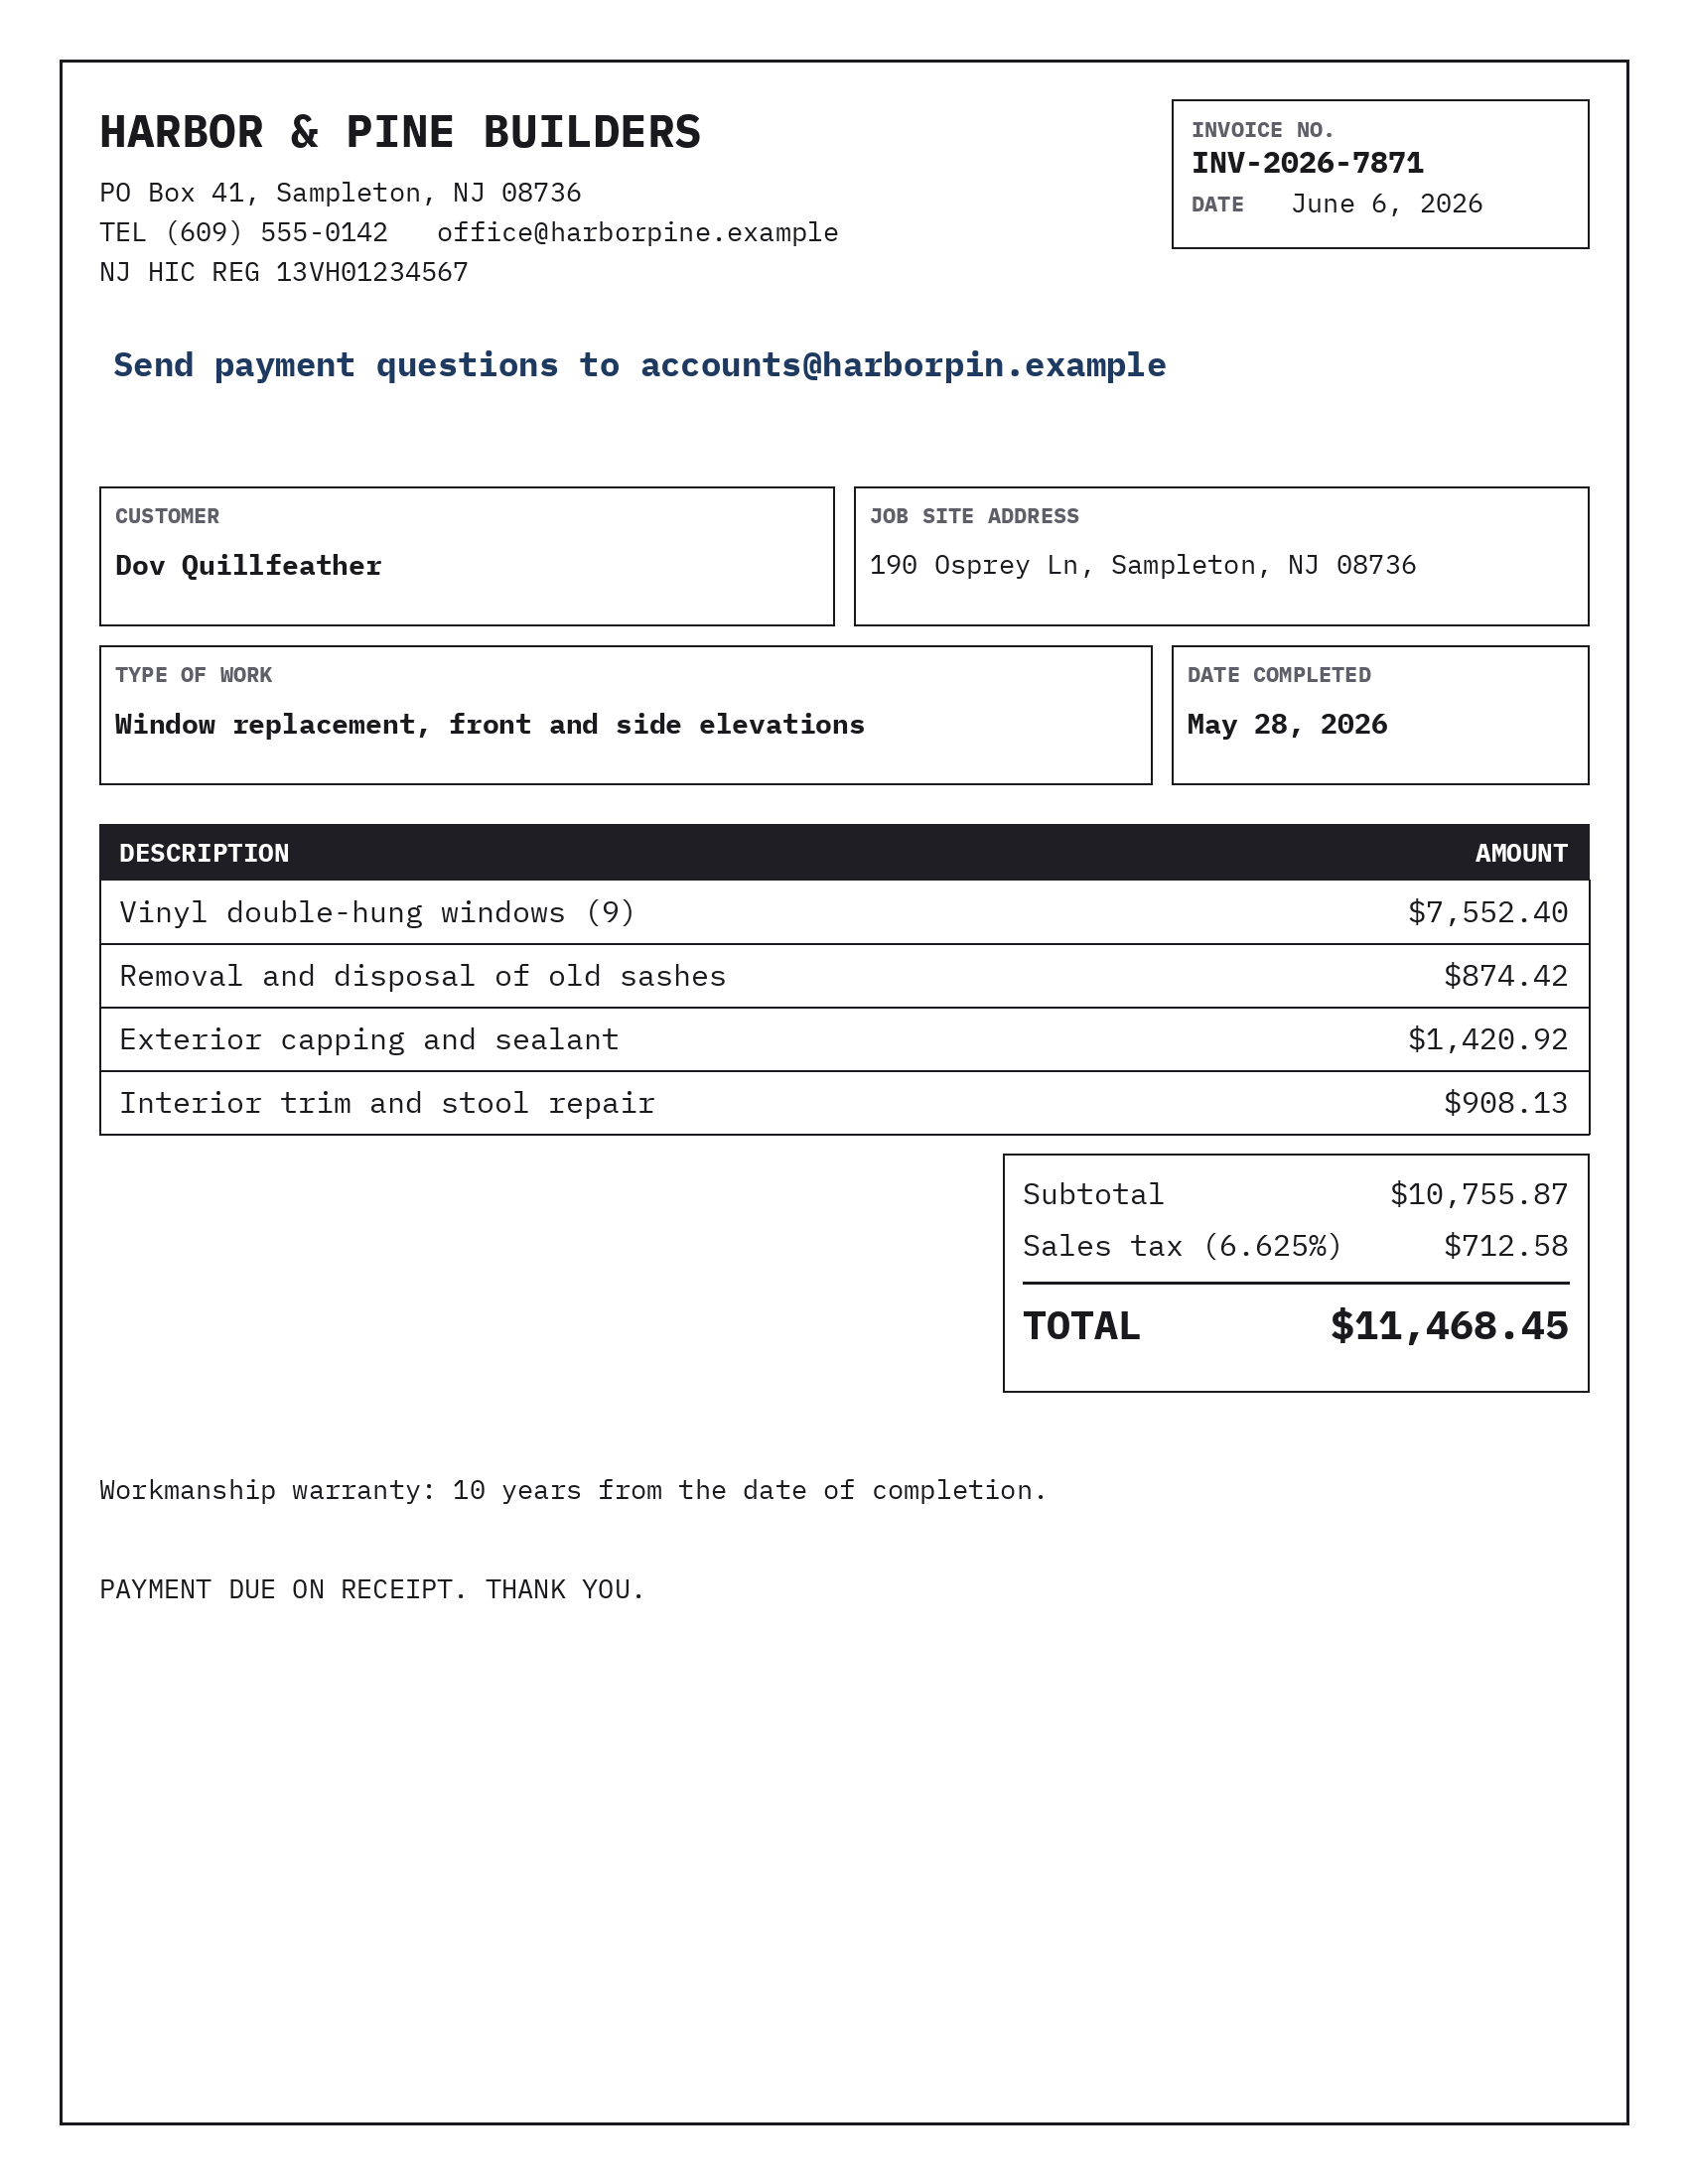 HARBOR & PINE BUILDERS
PO Box 41, Sampleton, NJ 08736
TEL (609) 555-0142 office@harborpine.example
NJ HIC REG 13VH01234567
INVOICE NO.
INV-2026-7871
DATE June 6, 2026
Send payment questions to accounts@harborpin.example
CUSTOMER
Dov Quillfeather
JOB SITE ADDRESS
190 Osprey Ln, Sampleton, NJ 08736
TYPE OF WORK
Window replacement, front and side elevations
DATE COMPLETED
May 28, 2026
DESCRIPTION AMOUNT
Vinyl double-hung windows (9) $7,552.40
Removal and disposal of old sashes $874.42
Exterior capping and sealant $1,420.92
Interior trim and stool repair $908.13
Subtotal $10,755.87
Sales tax (6.625%) $712.58
TOTAL $11,468.45
Workmanship warranty: 10 years from the date of completion.
PAYMENT DUE ON RECEIPT. THANK YOU.